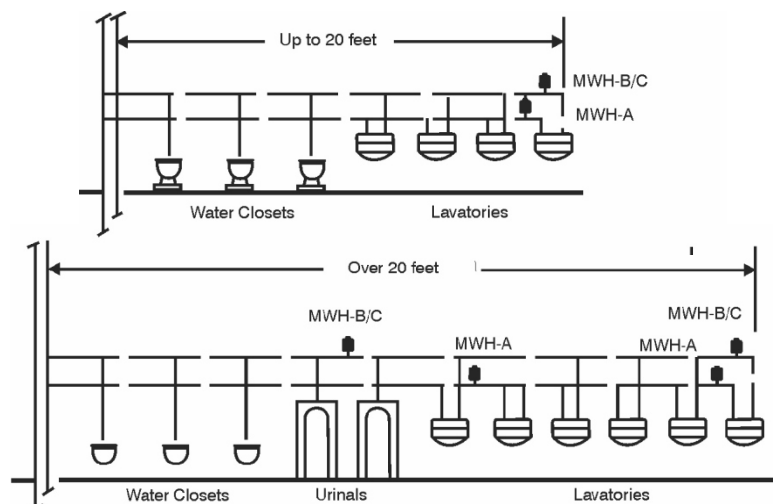 Up to 20 feet
MWH-B/C
MWH-A
Water Closets Lavatories
Over 20 feet
MWH-B/C MWH-B/C
MWH-A MWH-A
Water Closets Urinals Lavatories